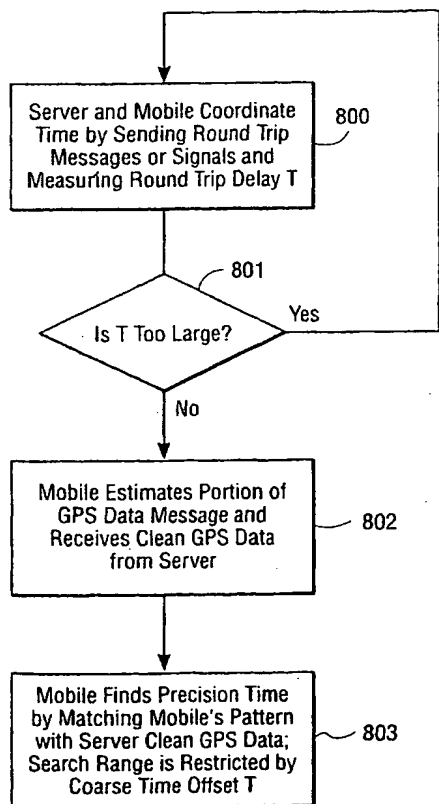 Server and Mobile Coordinate
Time by Sending Round Trip
Messages or Signals and
Measuring Round Trip Delay T
800
801
Is T Too Large?
Yes
No
Mobile Estimates Portion of
GPS Data Message and
Receives Clean GPS Data
from Server
802
Mobile Finds Precision Time
by Matching Mobile's Pattern
with Server Clean GPS Data;
Search Range is Restricted by
Coarse Time Offset T
803